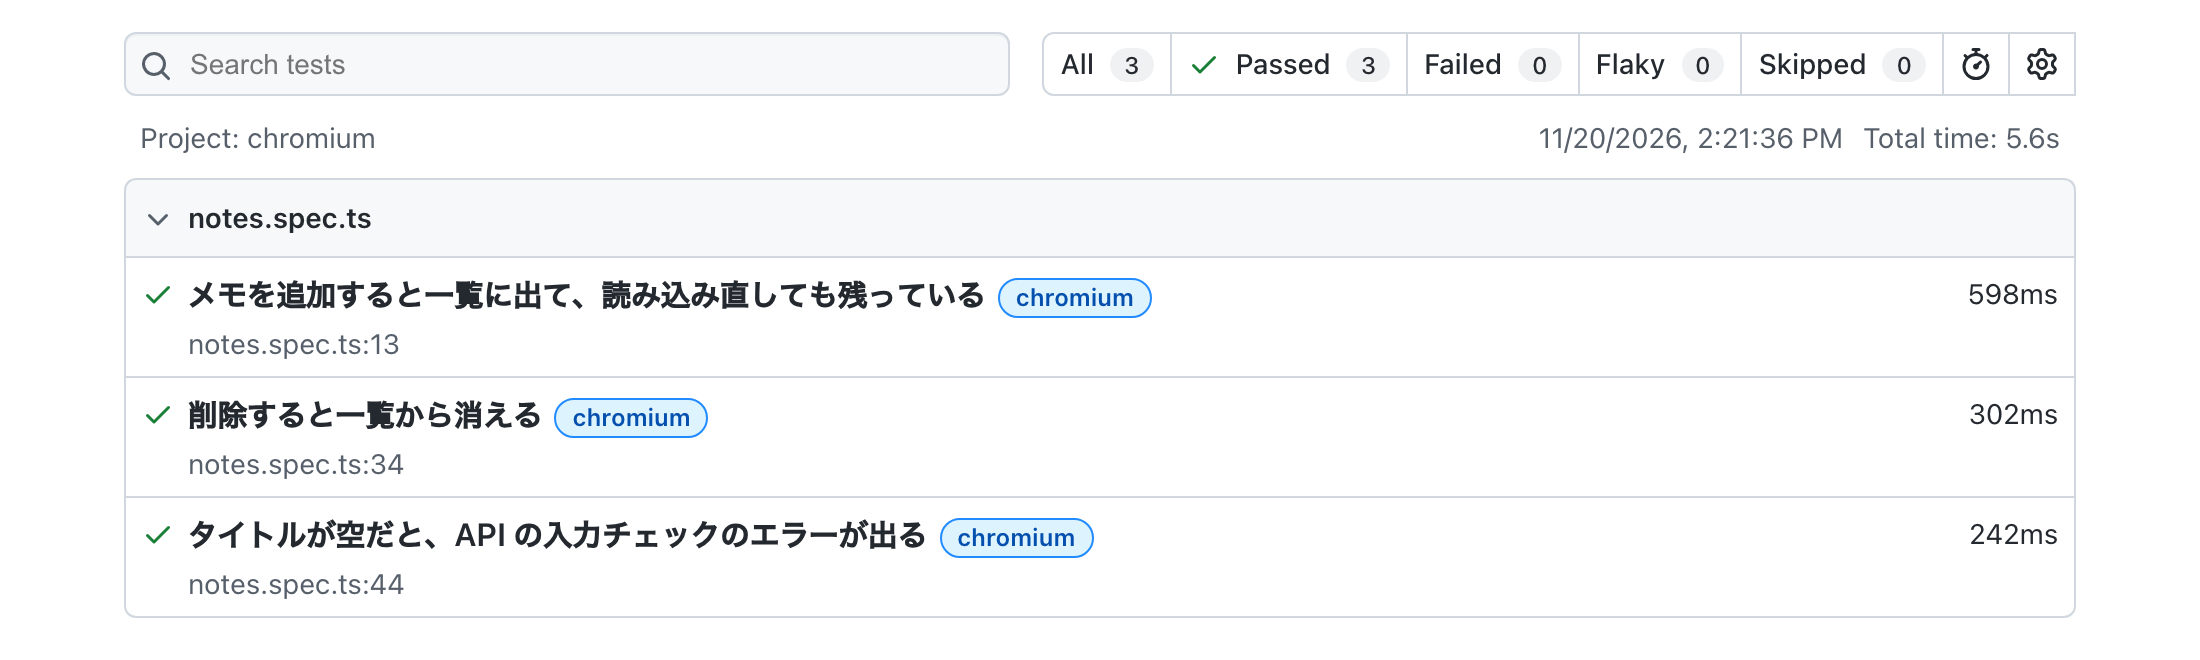 Search tests
All 3 Passed 3 Failed 0 Flaky 0 Skipped 0
Project: chromium 11/20/2026, 2:21:36 PM Total time: 5.6s
notes.spec.ts
メモを追加すると一覧に出て、読み込み直しても残っている chromium 598ms
notes.spec.ts:13
削除すると一覧から消える chromium 302ms
notes.spec.ts:34
タイトルが空だと、API の入力チェックのエラーが出る chromium 242ms
notes.spec.ts:44